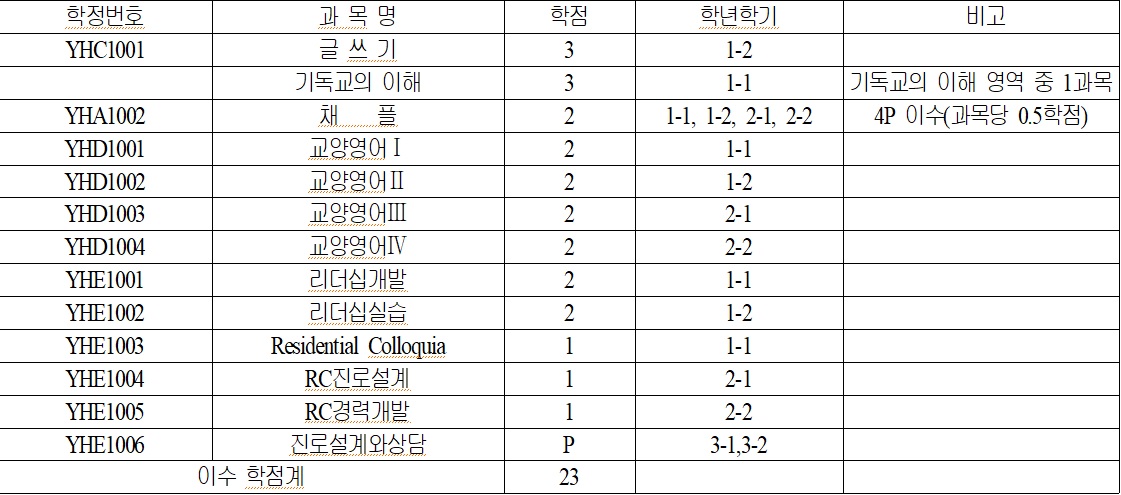 학정번호 과 목 명 학점 학년학기 비고
YHC1001 글 쓰 기 3 1-2
기독교의 이해 3 1-1 기독교의 이해 영역 중 1과목
YHA1002 채 플 2 1-1, 1-2, 2-1, 2-2 4P 이수(과목당 0.5학점)
YHD1001 교양영어Ⅰ 2 1-1
YHD1002 교양영어Ⅱ 2 1-2
YHD1003 교양영어Ⅲ 2 2-1
YHD1004 교양영어Ⅳ 2 2-2
YHE1001 리더십개발 2 1-1
YHE1002 리더십실습 2 1-2
YHE1003 Residential Colloquia 1 1-1
YHE1004 RC진로설계 1 2-1
YHE1005 RC경력개발 1 2-2
YHE1006 진로설계와상담 P 3-1,3-2
이수 학점계 23